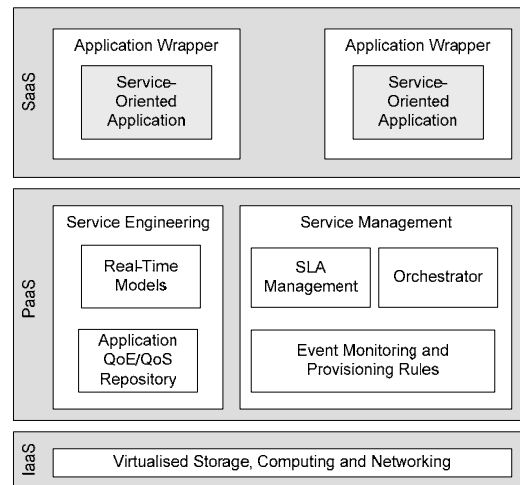 SaaS
Application Wrapper
Service-
Oriented
Application
Application Wrapper
Service-
Oriented
Application
PaaS
Service Engineering
Real-Time
Models
Application
QoE/QoS
Repository
Service Management
SLA
Management
Orchestrator
Event Monitoring and
Provisioning Rules
IaaS
Virtualised Storage, Computing and Networking